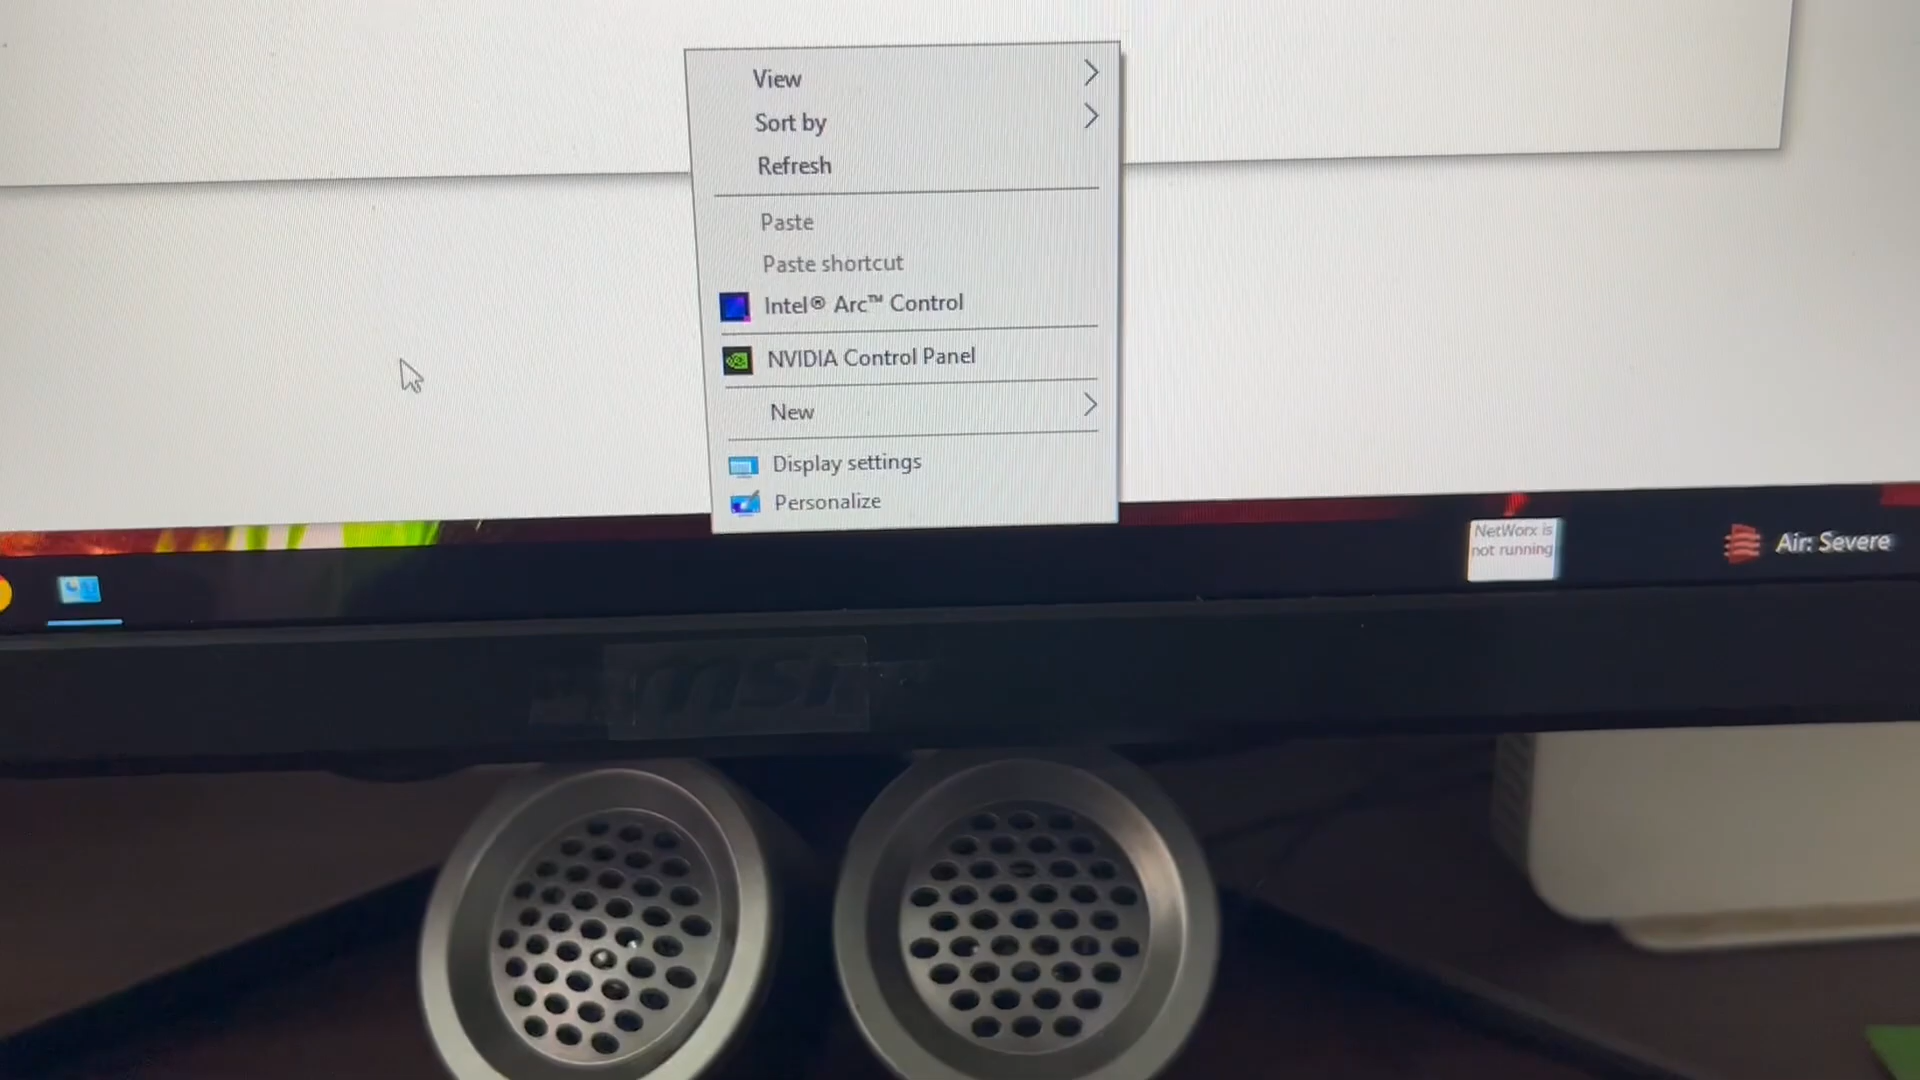 View
Sort by
Refresh
Paste
Paste shortcut
Intel® Arc™ Control
NVIDIA Control Panel
New
Display settings
Personalize
NetWorx is
not running
Air: Severe
msi